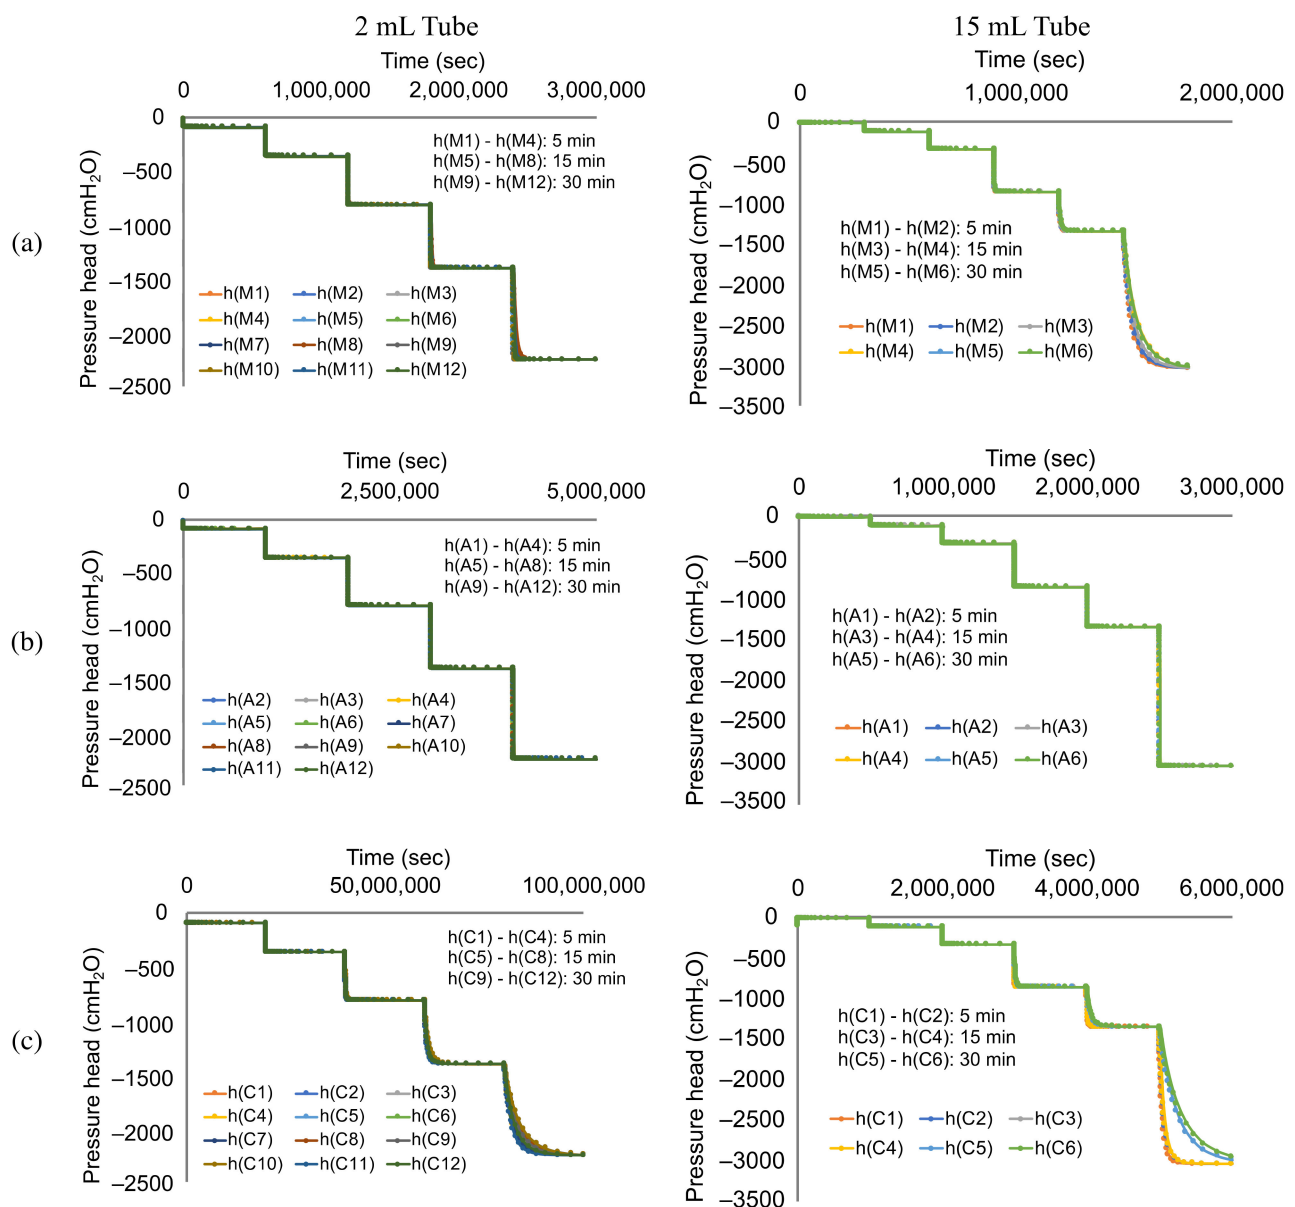 2 mL Tube
15 mL Tube
(a)
Time (sec)
0 1,000,000 2,000,000 3,000,000
Pressure head (cmH₂O)
0
–500
–1000
–1500
–2000
–2500
h(M1) - h(M4): 5 min
h(M5) - h(M8): 15 min
h(M9) - h(M12): 30 min
h(M1) h(M2) h(M3)
h(M4) h(M5) h(M6)
h(M7) h(M8) h(M9)
h(M10) h(M11) h(M12)
Time (sec)
0 1,000,000 2,000,000
Pressure head (cmH₂O)
0
–500
–1000
–1500
–2000
–2500
–3000
–3500
h(M1) - h(M2): 5 min
h(M3) - h(M4): 15 min
h(M5) - h(M6): 30 min
h(M1) h(M2) h(M3)
h(M4) h(M5) h(M6)
(b)
Time (sec)
0 2,500,000 5,000,000
Pressure head (cmH₂O)
0
–500
–1000
–1500
–2000
–2500
h(A1) - h(A4): 5 min
h(A5) - h(A8): 15 min
h(A9) - h(A12): 30 min
h(A2) h(A3) h(A4)
h(A5) h(A6) h(A7)
h(A8) h(A9) h(A10)
h(A11) h(A12)
Time (sec)
0 1,000,000 2,000,000 3,000,000
Pressure head (cmH₂O)
0
–500
–1000
–1500
–2000
–2500
–3000
–3500
h(A1) - h(A2): 5 min
h(A3) - h(A4): 15 min
h(A5) - h(A6): 30 min
h(A1) h(A2) h(A3)
h(A4) h(A5) h(A6)
(c)
Time (sec)
0 50,000,000 100,000,000
Pressure head (cmH₂O)
0
–500
–1000
–1500
–2000
–2500
h(C1) - h(C4): 5 min
h(C5) - h(C8): 15 min
h(C9) - h(C12): 30 min
h(C1) h(C2) h(C3)
h(C4) h(C5) h(C6)
h(C7) h(C8) h(C9)
h(C10) h(C11) h(C12)
Time (sec)
0 2,000,000 4,000,000 6,000,000
Pressure head (cmH₂O)
0
–500
–1000
–1500
–2000
–2500
–3000
–3500
h(C1) - h(C2): 5 min
h(C3) - h(C4): 15 min
h(C5) - h(C6): 30 min
h(C1) h(C2) h(C3)
h(C4) h(C5) h(C6)